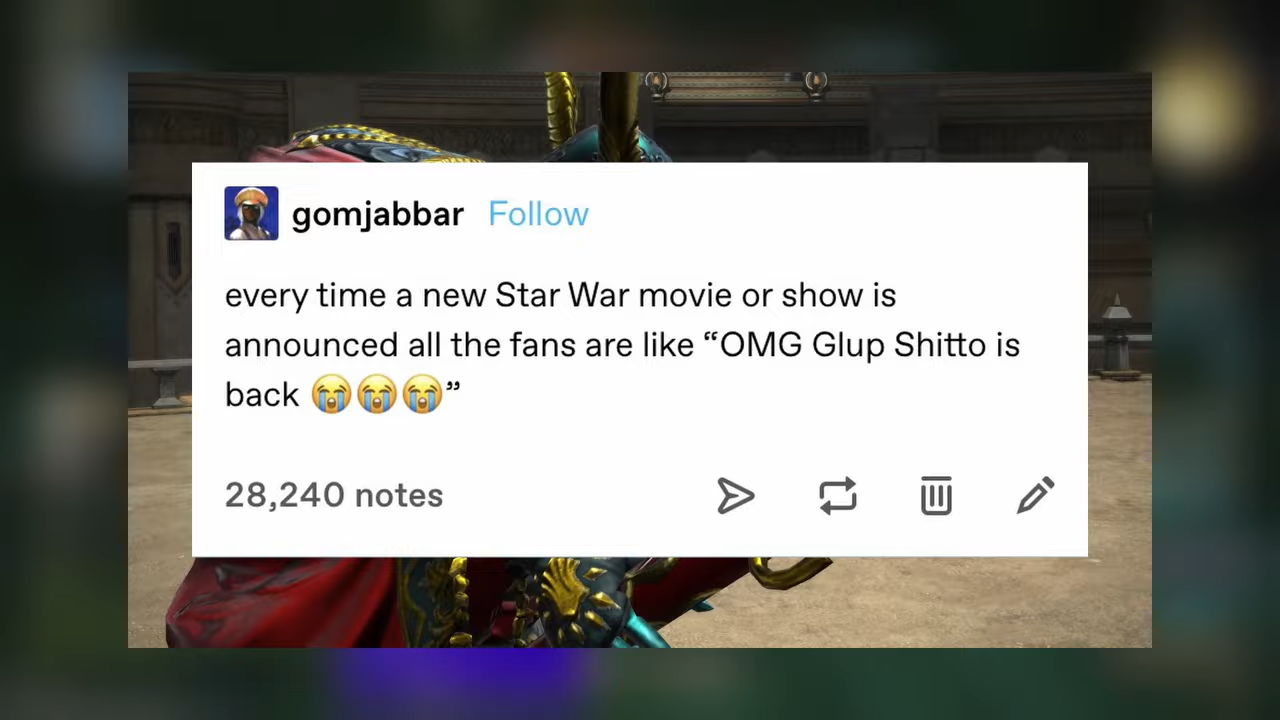 gomjabbar Follow
every time a new Star War movie or show is
announced all the fans are like “OMG Glup Shitto is
back 😭😭😭”
28,240 notes